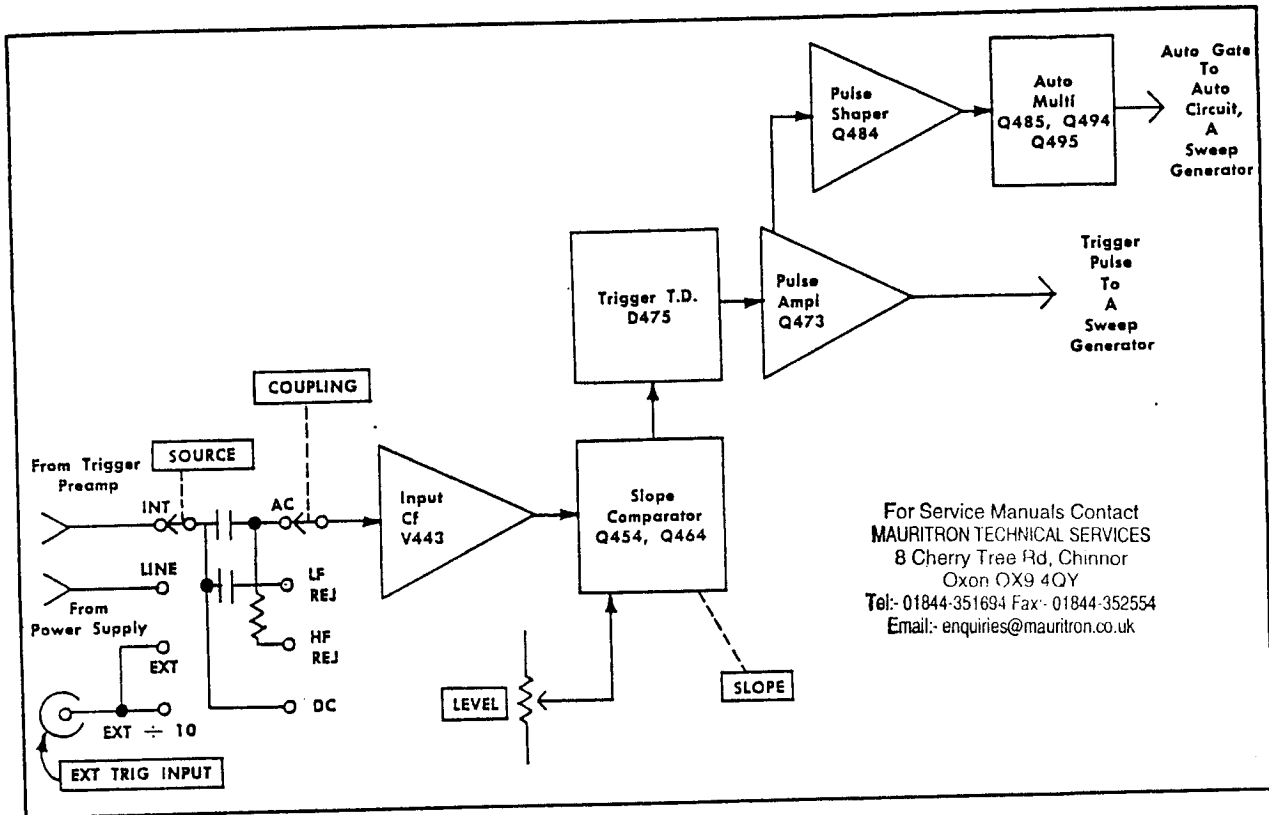 Auto Gate
To
Auto
Circuit,
A
Sweep
Generator
Pulse
Shaper
Q484
Auto
Multi
Q485, Q494
Q495
Trigger
Pulse
To
A
Sweep
Generator
Trigger T.D.
D475
Pulse
Ampl
Q473
COUPLING
SOURCE
From Trigger
Preamp
INT
AC
Input
Cf
V443
Slope
Comparator
Q454, Q464
LINE
LF
REJ
From
Power Supply
HF
REJ
EXT
DC
EXT ÷ 10
EXT TRIG INPUT
LEVEL
SLOPE
For Service Manuals Contact
MAURITRON TECHNICAL SERVICES
8 Cherry Tree Rd, Chinnor
Oxon OX9 4QY
Tel:- 01844-351694 Fax:- 01844-352554
Email:- enquiries@mauritron.co.uk